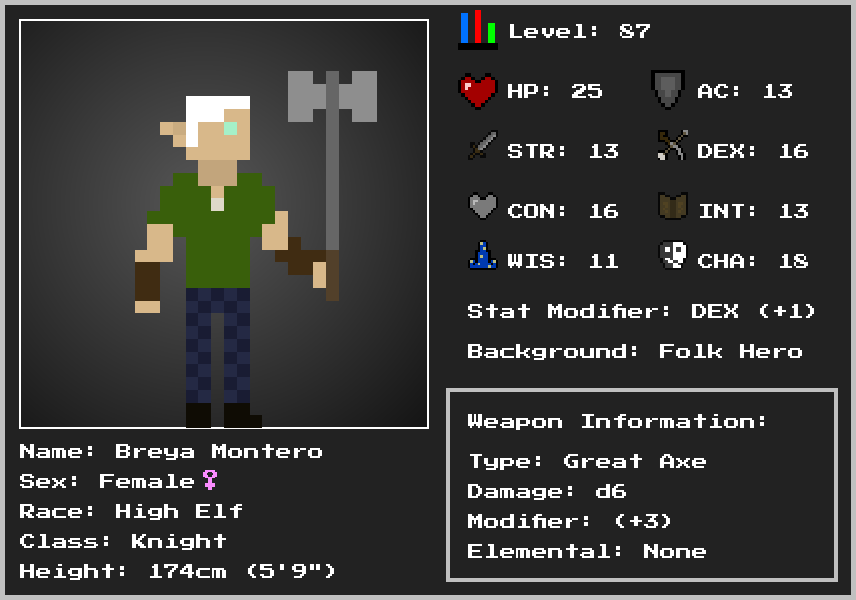 Level: 87
HP: 25 AC: 13
STR: 13 DEX: 16
CON: 16 INT: 13
WIS: 11 CHA: 18
Stat Modifier: DEX (+1)
Background: Folk Hero
Weapon Information:
Type: Great Axe
Damage: d6
Modifier: (+3)
Elemental: None
Name: Breya Montero
Sex: Female♀
Race: High Elf
Class: Knight
Height: 174cm (5'9")